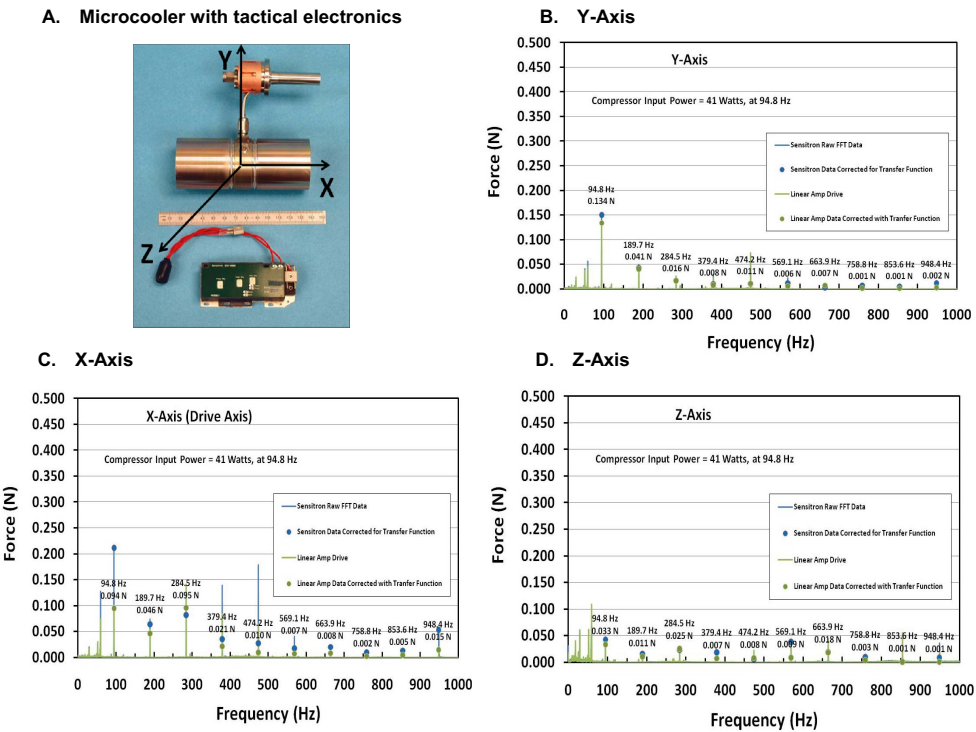 A. Microcooler with tactical electronics
Y
X
Z
B. Y-Axis
Y-Axis
Compressor Input Power = 41 Watts, at 94.8 Hz
Sensitron Raw FFT Data
Sensitron Data Corrected for Transfer Function
Linear Amp Drive
Linear Amp Data Corrected with Tranfer Function
Force (N)
0.500
0.450
0.400
0.350
0.300
0.250
0.200
0.150
0.100
0.050
0.000
94.8 Hz
0.134 N
189.7 Hz
0.041 N
284.5 Hz
0.016 N
379.4 Hz
0.008 N
474.2 Hz
0.011 N
569.1 Hz
0.006 N
663.9 Hz
0.007 N
758.8 Hz
0.001 N
853.6 Hz
0.001 N
948.4 Hz
0.002 N
0 100 200 300 400 500 600 700 800 900 1000
Frequency (Hz)
C. X-Axis
X-Axis (Drive Axis)
Compressor Input Power = 41 Watts, at 94.8 Hz
Sensitron Raw FFT Data
Sensitron Data Corrected for Transfer Function
Linear Amp Drive
Linear Amp Data Corrected with Tranfer Function
Force (N)
0.500
0.450
0.400
0.350
0.300
0.250
0.200
0.150
0.100
0.050
0.000
94.8 Hz
0.094 N
189.7 Hz
0.046 N
284.5 Hz
0.095 N
379.4 Hz
0.021 N
474.2 Hz
0.010 N
569.1 Hz
0.007 N
663.9 Hz
0.008 N
758.8 Hz
0.002 N
853.6 Hz
0.005 N
948.4 Hz
0.015 N
0 100 200 300 400 500 600 700 800 900 1000
Frequency (Hz)
D. Z-Axis
Z-Axis
Compressor Input Power = 41 Watts, at 94.8 Hz
Sensitron Raw FFT Data
Sensitron Data Corrected for Transfer Function
Linear Amp Drive
Linear Amp Data Corrected with Tranfer Function
Force (N)
0.500
0.450
0.400
0.350
0.300
0.250
0.200
0.150
0.100
0.050
0.000
94.8 Hz
0.033 N
189.7 Hz
0.011 N
284.5 Hz
0.025 N
379.4 Hz
0.007 N
474.2 Hz
0.008 N
569.1 Hz
0.009 N
663.9 Hz
0.018 N
758.8 Hz
0.003 N
853.6 Hz
0.001 N
948.4 Hz
0.001 N
0 100 200 300 400 500 600 700 800 900 1000
Frequency (Hz)